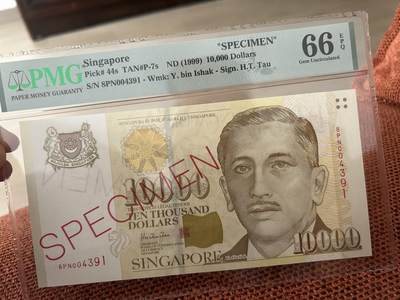 PMG
PAPER MONEY GUARANTY
Singapore "SPECIMEN"
Pick# 44s TAN#P-7s ND (1999) 10,000 Dollars
S/N 8PN004391 - Wmk: Y. bin Ishak - Sign. H.T. Tau
66 EPQ
Gem Uncirculated
8PN004391
10000
SPECIMEN
TEN THOUSAND
DOLLARS
8PN004391
SINGAPORE
10000